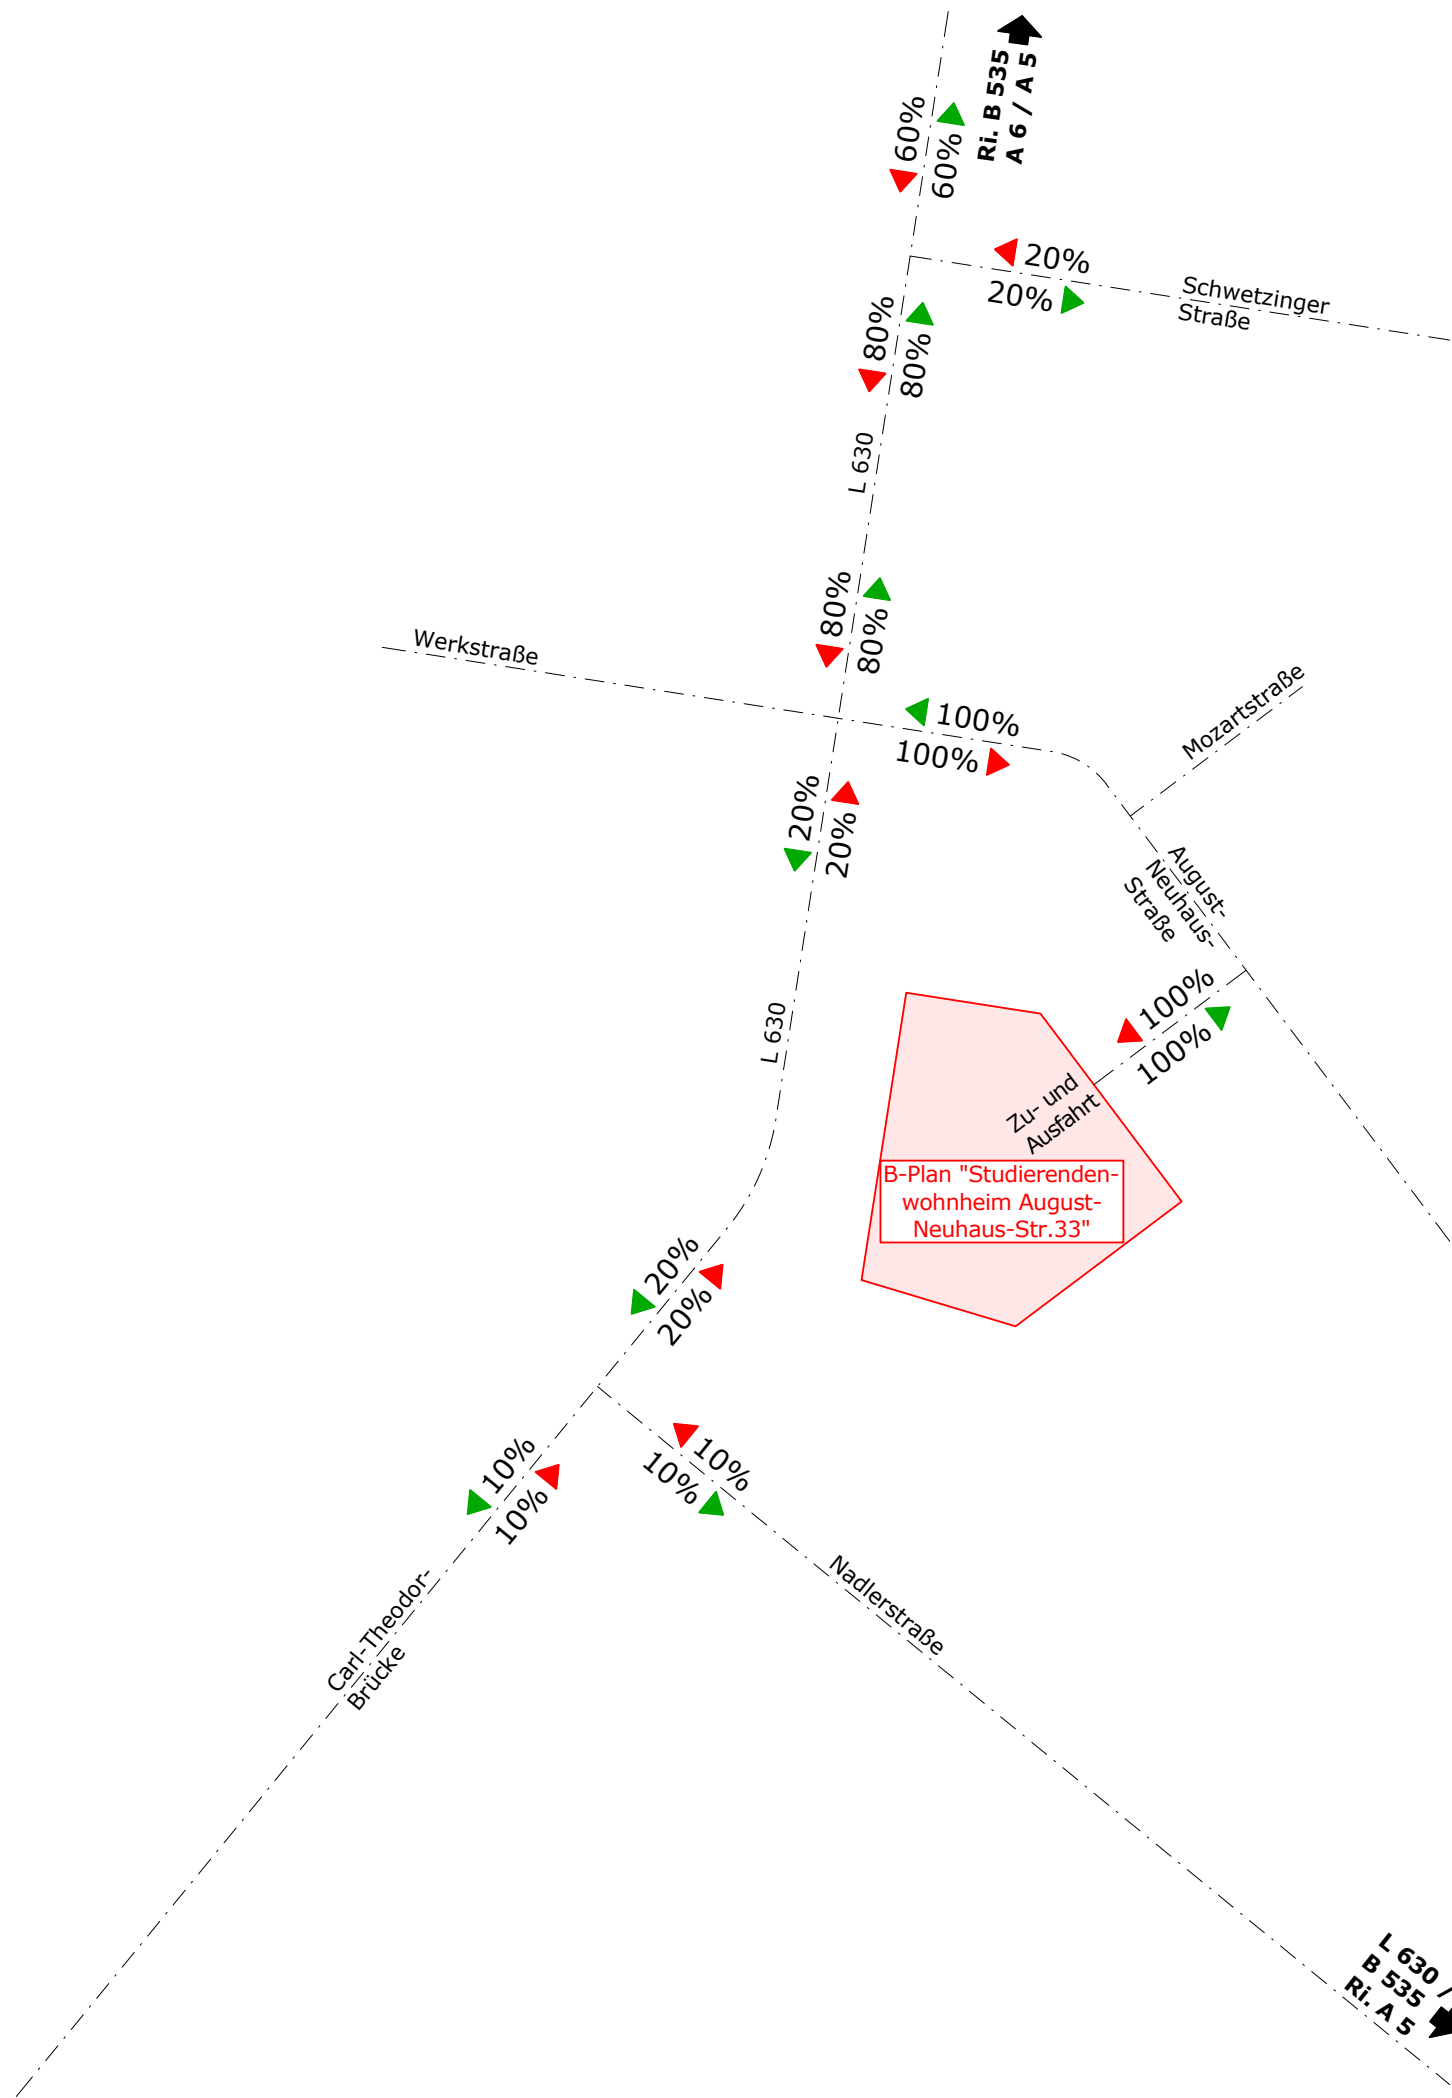 Ri. B 535
A 6 / A 5
60%
60%
20%
20%
Schwetzinger
Straße
80%
80%
L 630
80%
80%
Werkstraße
100%
100%
Mozartstraße
20%
20%
August-
Neuhaus-
Straße
100%
100%
L 630
Zu- und
Ausfahrt
B-Plan "Studierenden-
wohnheim August-
Neuhaus-Str.33"
20%
20%
10%
10%
10%
10%
Nadlerstraße
Carl-Theodor-
Brücke
L 630 /
B 535
Ri. A 5